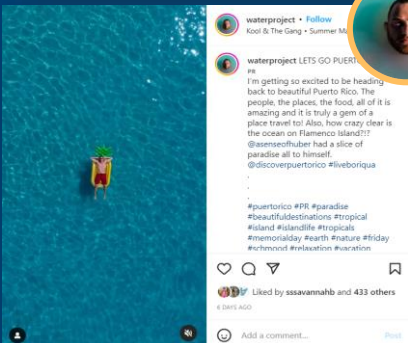 waterproject • Follow
Kool & The Gang • Summer
waterproject LETS GO
PR
I'm getting so excited to be heading
back to beautiful Puerto Rico. The
people, the places, the food, all of it is
amazing and it is truly a gem of a
place travel to! Also, how crazy clear is
the ocean on Flamenco Island?!?
@asenseofhuber had a slice of
paradise all to himself.
@discoverpuertorico #liveboriqua
.
.
.
#puertorico #PR #paradise
#beautifuldestinations #tropical
#island #islandlife #tropicals
#memorialday #earth #nature #friday
#schmood #relaxation #vacation
Liked by sssavannahb and 433 others
6 DAYS AGO
Add a comment...
Post